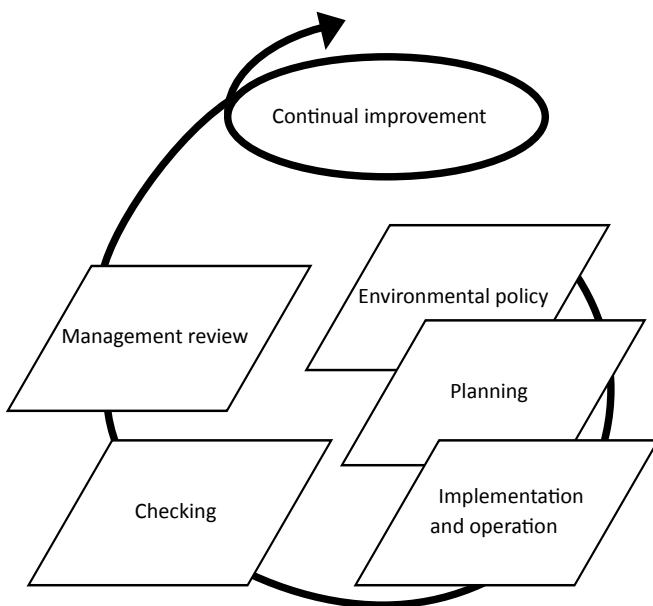 Continual improvement
Environmental policy
Management review
Planning
Checking
Implementation
and operation